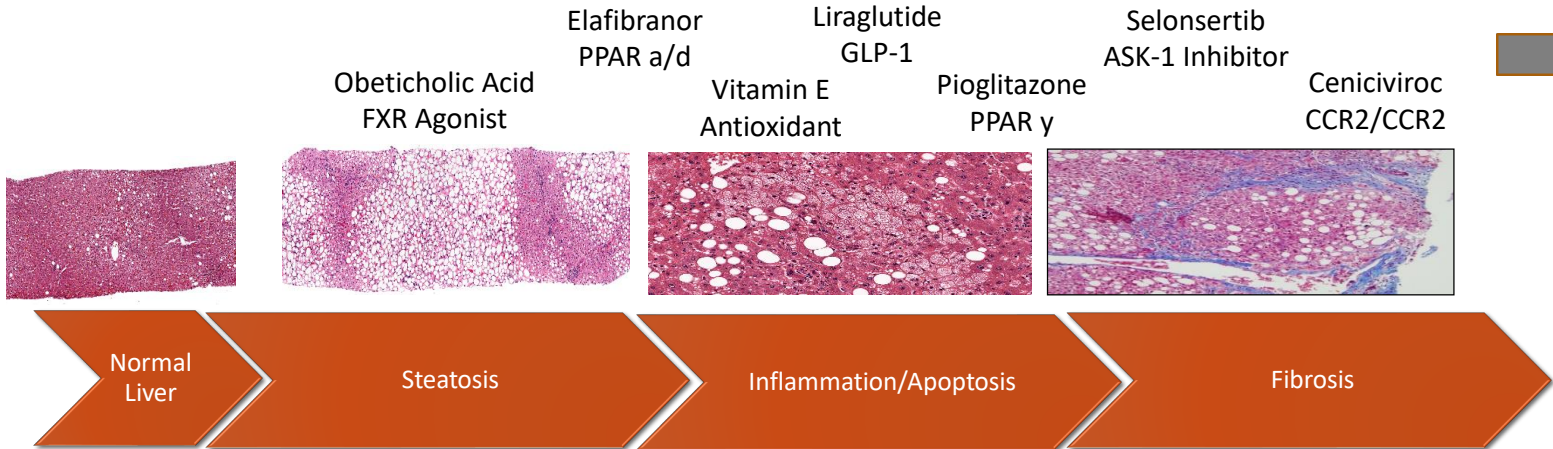 Elafibranor
PPAR a/d
Liraglutide
GLP-1
Selonsertib
ASK-1 Inhibitor
Obeticholic Acid
FXR Agonist
Vitamin E
Antioxidant
Pioglitazone
PPAR y
Ceniciviroc
CCR2/CCR2
Normal
Liver
Steatosis
Inflammation/Apoptosis
Fibrosis